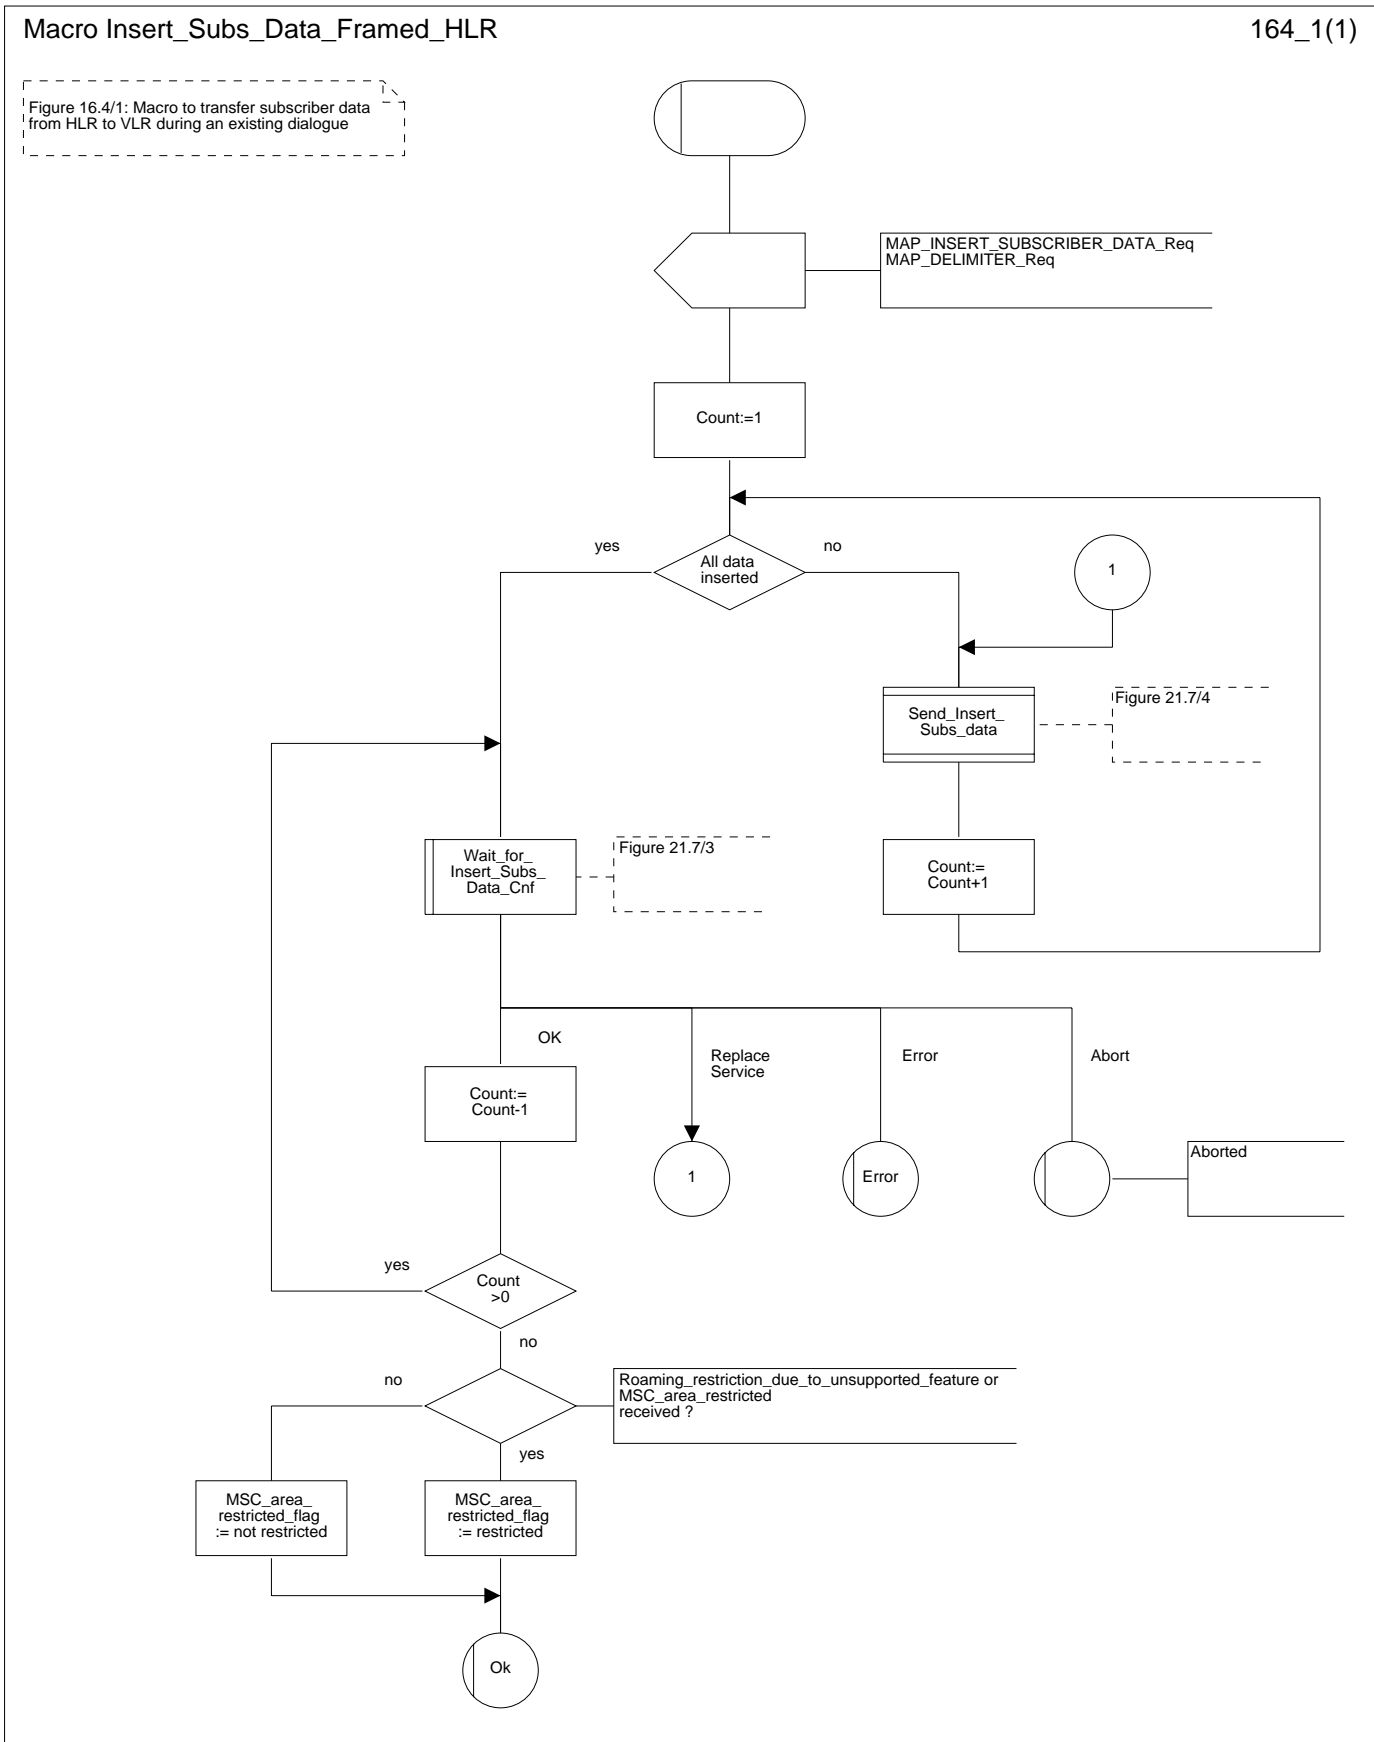 Macro Insert_Subs_Data_Framed_HLR
164_1(1)
Figure 16.4/1: Macro to transfer subscriber data
from HLR to VLR during an existing dialogue
MAP_INSERT_SUBSCRIBER_DATA_Req
MAP_DELIMITER_Req
Count:=1
yes
no
All data
inserted
1
Send_Insert_
Subs_data
Figure 21.7/4
Wait_for_
Insert_Subs_
Data_Cnf
Figure 21.7/3
Count:=
Count+1
OK
Replace
Service
Error
Abort
Count:=
Count-1
1
Error
Aborted
yes
Count
>0
no
no
Roaming_restriction_due_to_unsupported_feature or
MSC_area_restricted
received ?
yes
MSC_area_
restricted_flag
:= not restricted
MSC_area_
restricted_flag
:= restricted
Ok